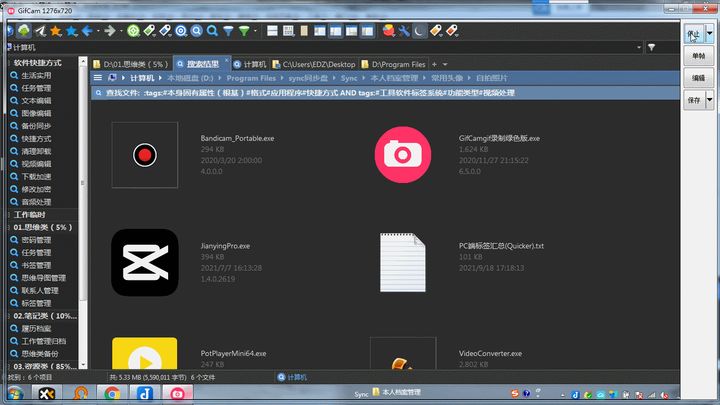 GifCam 1276x720
停止
单帧
编辑
保存
计算机
D:\01.思维类（5%）
搜索结果
计算机
C:\Users\EDZ\Desktop
D:\Program Files
计算机
本地磁盘 (D:)
Program Files
sync同步盘
Sync
本人档案管理
常用头像
自拍照片
查找文件: :tags:#本身固有属性（根基）#格式#应用程序#快捷方式 AND tags:#工具软件标签系统#功能类型#视频处理
软件快捷方式
生活实用
任务管理
文本编辑
图像编辑
备份同步
快捷方式
清理卸载
视频编辑
下载加速
修改加密
音频处理
工作临时
01.思维类（5%）
密码管理
任务管理
书签管理
思维导图管理
联系人管理
标签管理
02.笔记类（10%...
履历档案
工作管理归档
思维类备份
03.资源类（85%...
Bandicam_Portable.exe
294 KB
2020/3/20 2:00:00
4.0.0.0
GifCamgif录制绿色版.exe
1,624 KB
2020/11/27 21:15:22
6.5.0.0
JianyingPro.exe
394 KB
2021/7/7 16:13:28
1.4.0.2619
PC端标签汇总(Quicker).txt
101 KB
2021/9/18 17:18:13
PotPlayerMini64.exe
247 KB
VideoConverter.exe
2,802 KB
找到： 6 个项目
共: 5.33 MB (5,590,011 字节)
6 个文件
计算机
Sync
本人档案管理